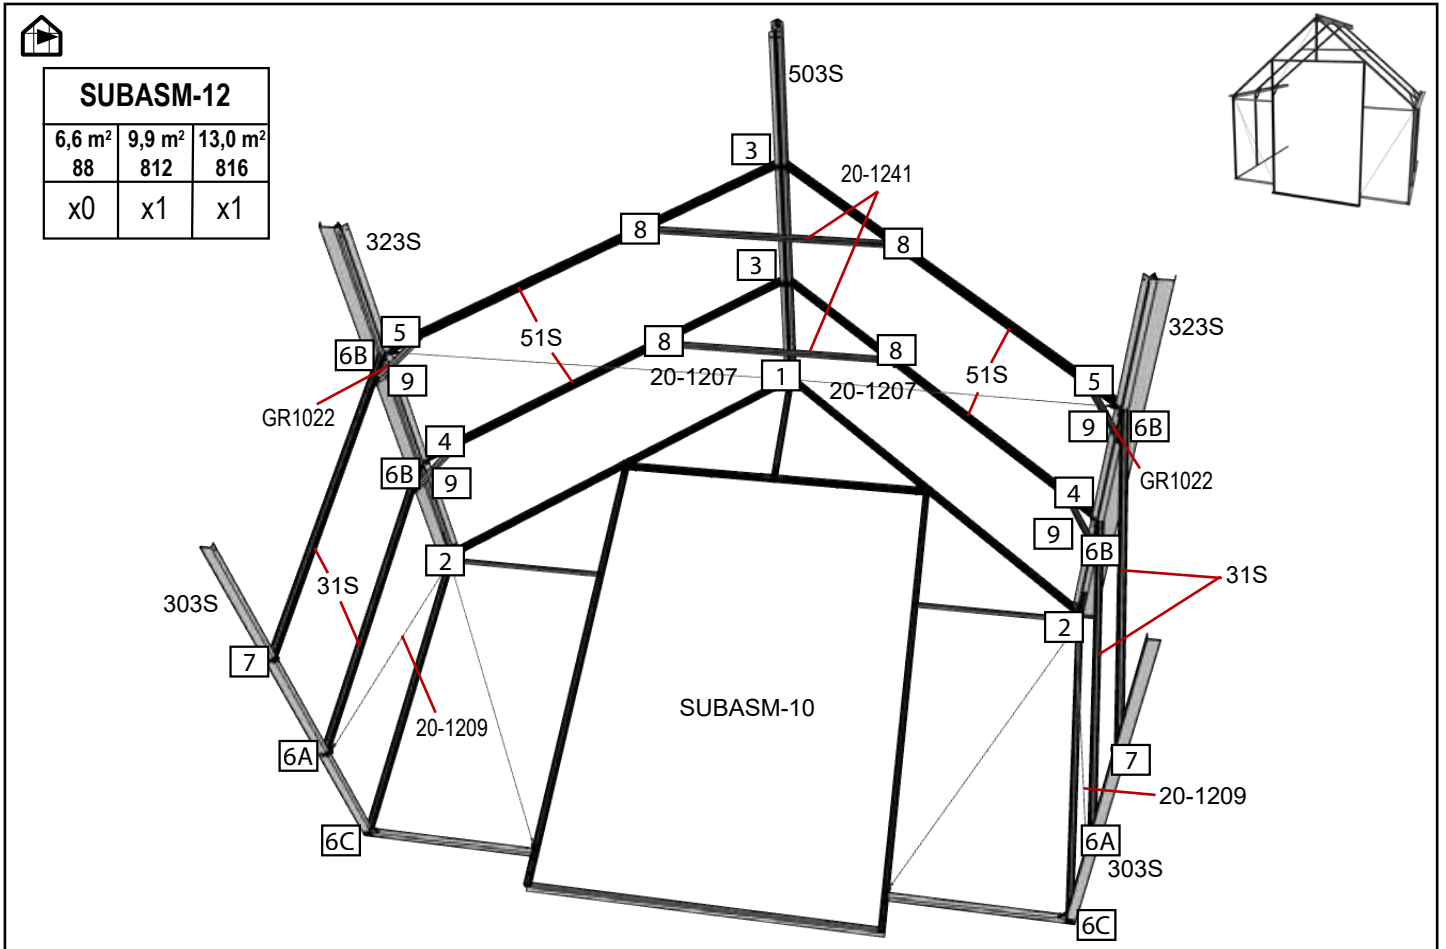 SUBASM-12
6,6 m² 9,9 m² 13,0 m²
88 812 816
x0 x1 x1
503S
3
20-1241
8
8
323S
3
323S
5
51S
8
8
6B
9
20-1207
1
20-1207
51S
5
GR1022
9
6B
4
6B
9
4
GR1022
9
6B
2
31S
31S
303S
2
7
SUBASM-10
20-1209
6A
7
20-1209
6C
6A
303S
6C